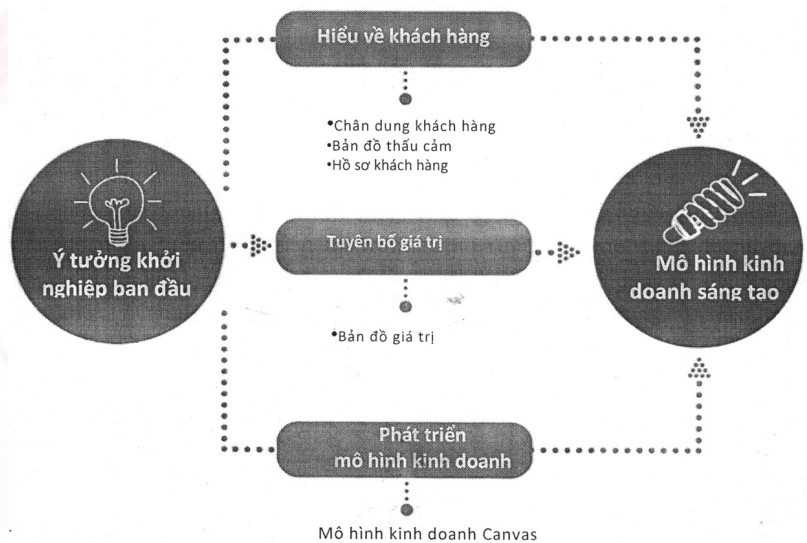 Hiểu về khách hàng
•Chân dung khách hàng
•Bản đồ thấu cảm
•Hồ sơ khách hàng
Ý tưởng khởi
nghiệp ban đầu
Tuyên bố giá trị
•Bản đồ giá trị
Mô hình kinh
doanh sáng tạo
Phát triển
mô hình kinh doanh
Mô hình kinh doanh Canvas